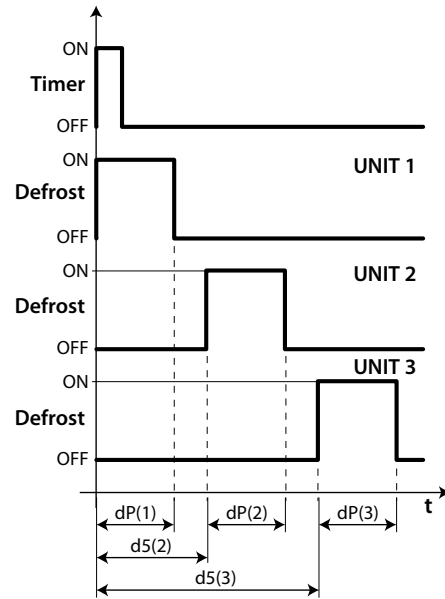 ON
Timer
OFF
ON
UNIT 1
Defrost
OFF
ON
UNIT 2
Defrost
OFF
UNIT 3
ON
Defrost
OFF
t
dP(1)
dP(2)
dP(3)
d5(2)
d5(3)